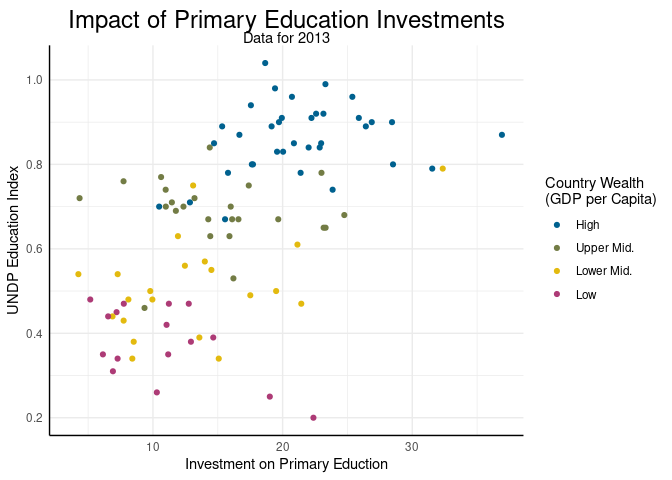 Impact of Primary Education Investments
Data for 2013
1.0
0.8
0.6
0.4
0.2
UNDP Education Index
10
20
30
Investment on Primary Eduction
Country Wealth
(GDP per Capita)
High
Upper Mid.
Lower Mid.
Low